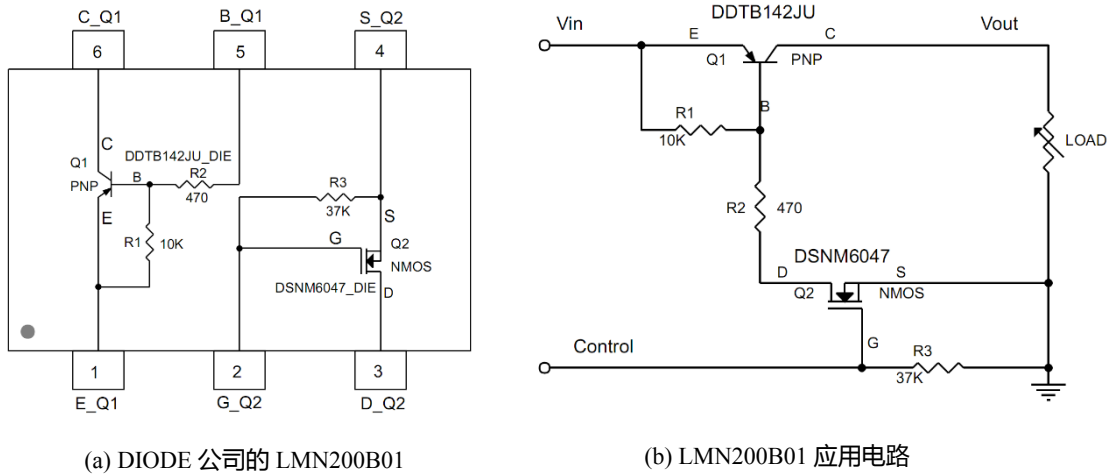 C_Q1
B_Q1
S_Q2
6
5
4
C
Q1
DDTB142JU_DIE
PNP
B
R2
470
E
R1
10K
R3
37K
S
G
Q2
NMOS
DSNM6047_DIE
D
1
2
3
E_Q1
G_Q2
D_Q2
(a) DIODE 公司的 LMN200B01
DDTB142JU
Vin
E
C
Vout
Q1
PNP
B
R1
10K
LOAD
R2
470
DSNM6047
D
S
Q2
NMOS
Control
G
R3
37K
(b) LMN200B01 应用电路